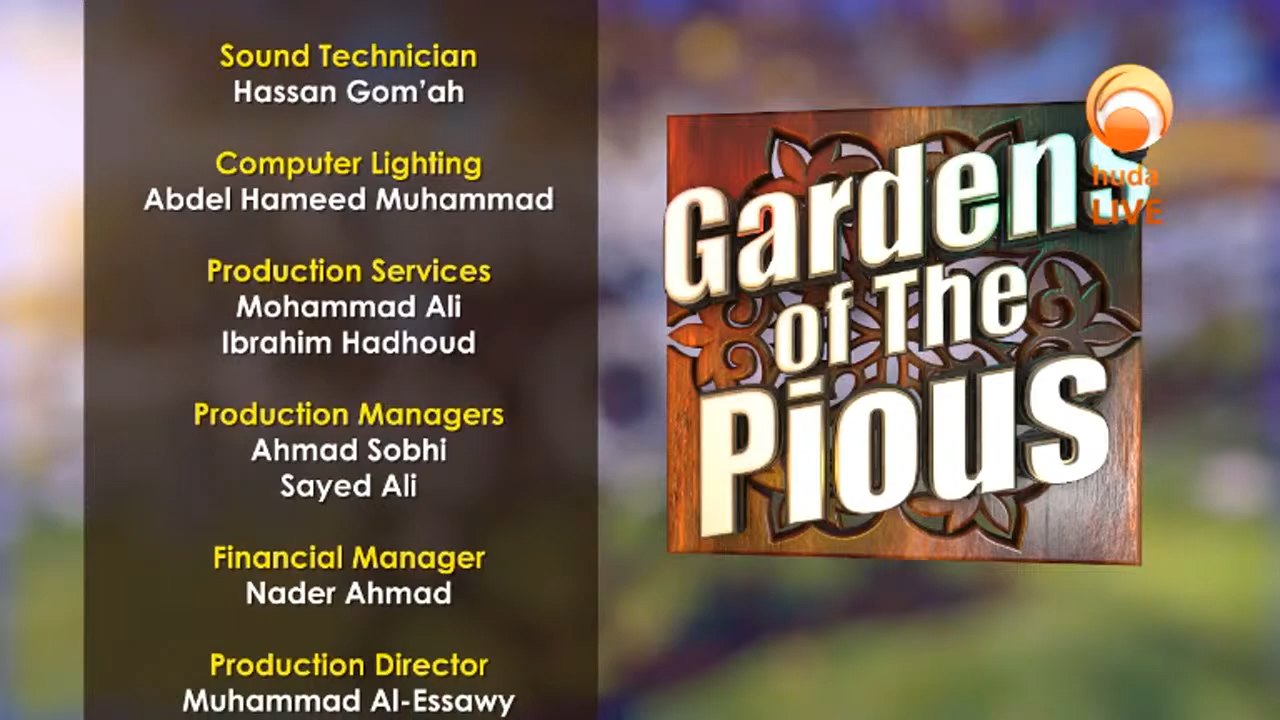 Sound Technician
Hassan Gom'ah
Computer Lighting
Abdel Hameed Muhammad
Production Services
Mohammad Ali
Ibrahim Hadhoud
Production Managers
Ahmad Sobhi
Sayed Ali
Financial Manager
Nader Ahmad
Production Director
Muhammad Al-Essawy
Gardens
of The
Pious
huda
LIVE